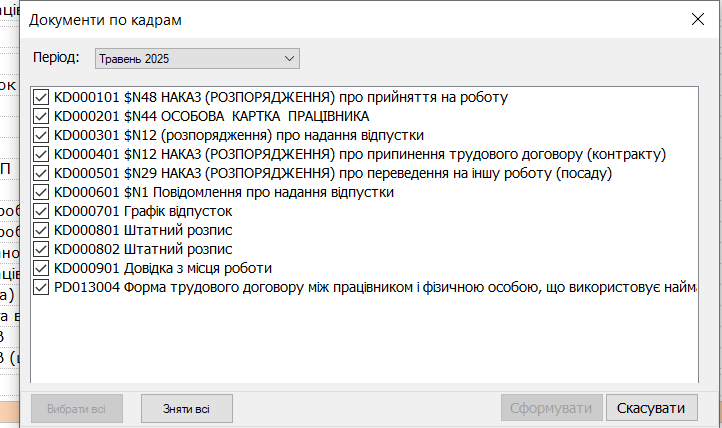 Документи по кадрам
Період: Травень 2025
KD000101 $N48 НАКАЗ (РОЗПОРЯДЖЕННЯ) про прийняття на роботу
KD000201 $N44 ОСОБОВА КАРТКА ПРАЦІВНИКА
KD000301 $N12 (розпорядження) про надання відпустки
KD000401 $N12 НАКАЗ (РОЗПОРЯДЖЕННЯ) про припинення трудового договору (контракту)
KD000501 $N29 НАКАЗ (РОЗПОРЯДЖЕННЯ) про переведення на іншу роботу (посаду)
KD000601 $N1 Повідомлення про надання відпустки
KD000701 Графік відпусток
KD000801 Штатний розпис
KD000802 Штатний розпис
KD000901 Довідка з місця роботи
PD013004 Форма трудового договору між працівником і фізичною особою, що використовує
Вибрати всі Зняти всі Сформувати Скасувати